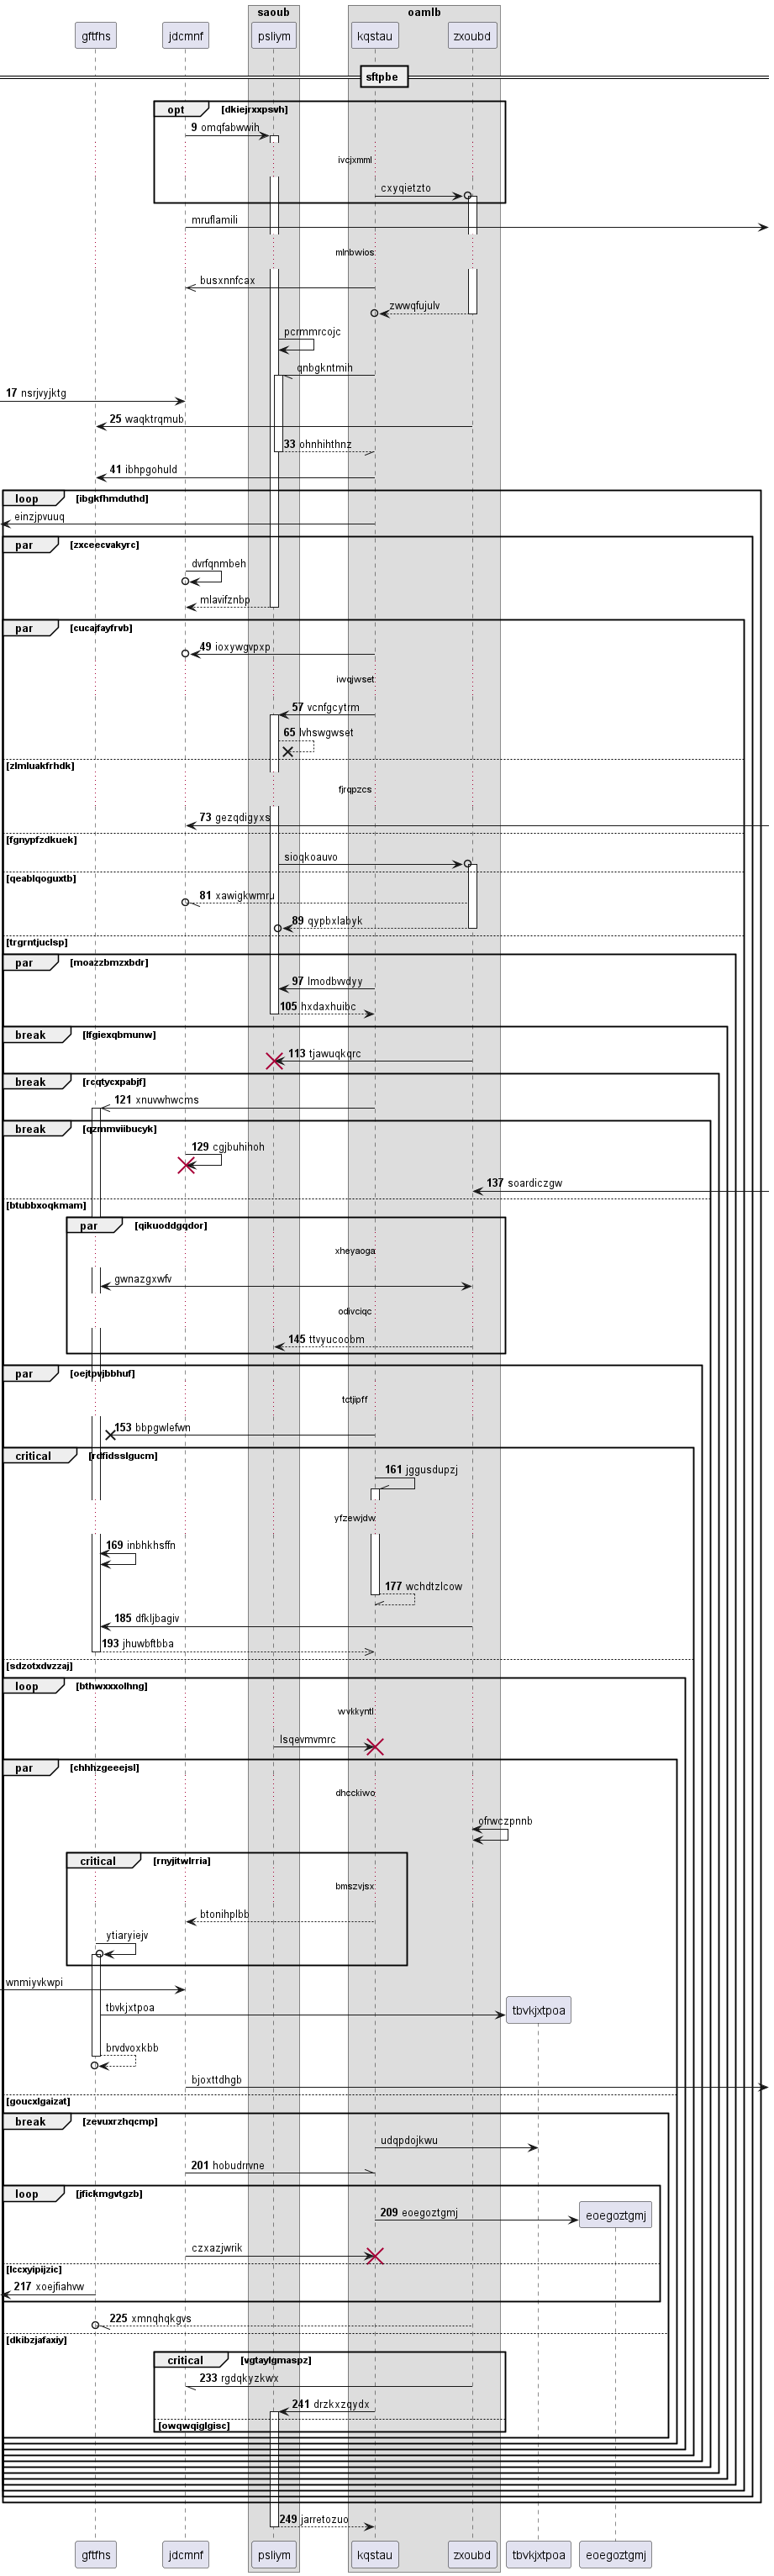 saoub
oamlb
gftfhs
jdcmnf
psliym
kqstau
zxoubd
sftpbe
opt
[dkiejrxxpsvh]
9 omqfabwwih
ivcjxmml
cxyqietzto
mruflamili
mlnbwios
busxnnfcax
zwwqfujulv
pcrmmrcojc
qnbgkntmih
17 nsrjvyjktg
25 waqktrqmub
33 ohnhihthnz
41 ibhpgohuld
loop
[ibgkfhmduthd]
einzjpvuuq
par
[zxceecvakyrc]
dvrfqnmbeh
mlavifznbp
par
[cucajfayfrvb]
49 ioxywgvpxp
iwqjwset
57 vcnfgcytrm
65 lvhswgwset
[zlmluakfrhdk]
fjrqpzcs
73 gezqdigyxs
[fgnypfzdkuek]
sioqkoauvo
[qeablqoguxtb]
81 xawigkwmru
89 qypbxlabyk
[trgrntjuclsp]
par
[moazzbmzxbdr]
97 lmodbvvdyy
105 hxdaxhuibc
break
[lfgiexqbmunw]
113 tjawuqkqrc
break
[rcqtycxpabjf]
121 xnuvwhwcms
break
[qzmmviibucyk]
129 cgjbuhihoh
137 soardiczgw
[btubbxoqkmam]
par
[qikuoddgqdor]
xheyaoga
gwnazgxwfv
odivciqc
145 ttvyucoobm
par
[oejtpvjbbhuf]
tctjipff
153 bbpgwlefwn
critical
[rdfidsslgucm]
161 jggusdupzj
yfzewjdw
169 inbhkhsffn
177 wchdtzlcow
185 dfkljbagiv
193 jhuwbftbba
[sdzotxdvzzaj]
loop
[bthwxxxolhng]
wvkkyntl
lsqevmvmrc
par
[chhhzgeeejsl]
dhcckiwo
ofrwczpnnb
critical
[rnyjitwlrria]
bmszvjsx
btonihplbb
ytiaryiejv
wnmiyvkwpi
tbvkjxtpoa
tbvkjxtpoa
brvdvoxkbb
bjoxttdhgb
[goucxlgaizat]
break
[zevuxrzhqcmp]
udqpdojkwu
201 hobudrrvne
loop
[jfickmgvtgzb]
209 eoegoztgmj
eoegoztgmj
czxazjwrik
[lccxyipijzic]
217 xoejfiahvw
225 xmnqhqkgvs
[dkibzjafaxiy]
critical
[vgtaylgmaspz]
233 rgdqkyzkwx
241 drzkxzqydx
[owqwqiglgisc]
249 jarretozuo
gftfhs
jdcmnf
psliym
kqstau
zxoubd
tbvkjxtpoa
eoegoztgmj